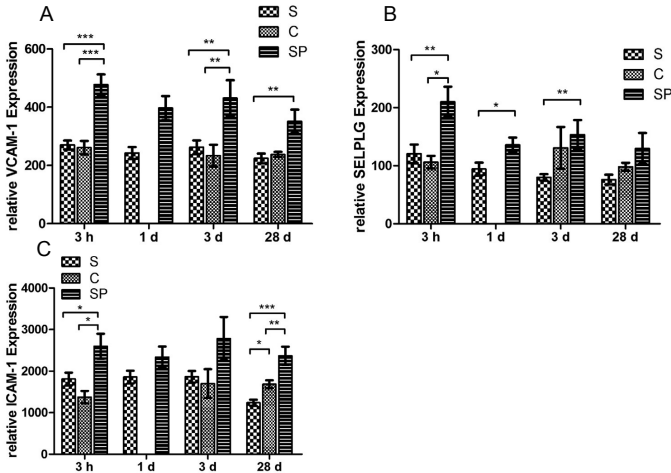 A
S
C
SP
relative VCAM-1 Expression
600
400
200
0
*** ***
** **
**
3 h 1 d 3 d 28 d
B
S
C
SP
relative SELPLG Expression
300
200
100
0
** *
*
**
3 h 1 d 3 d 28 d
C
S
C
SP
relative ICAM-1 Expression
4000
3000
2000
1000
0
* *
*** ** *
3 h 1 d 3 d 28 d